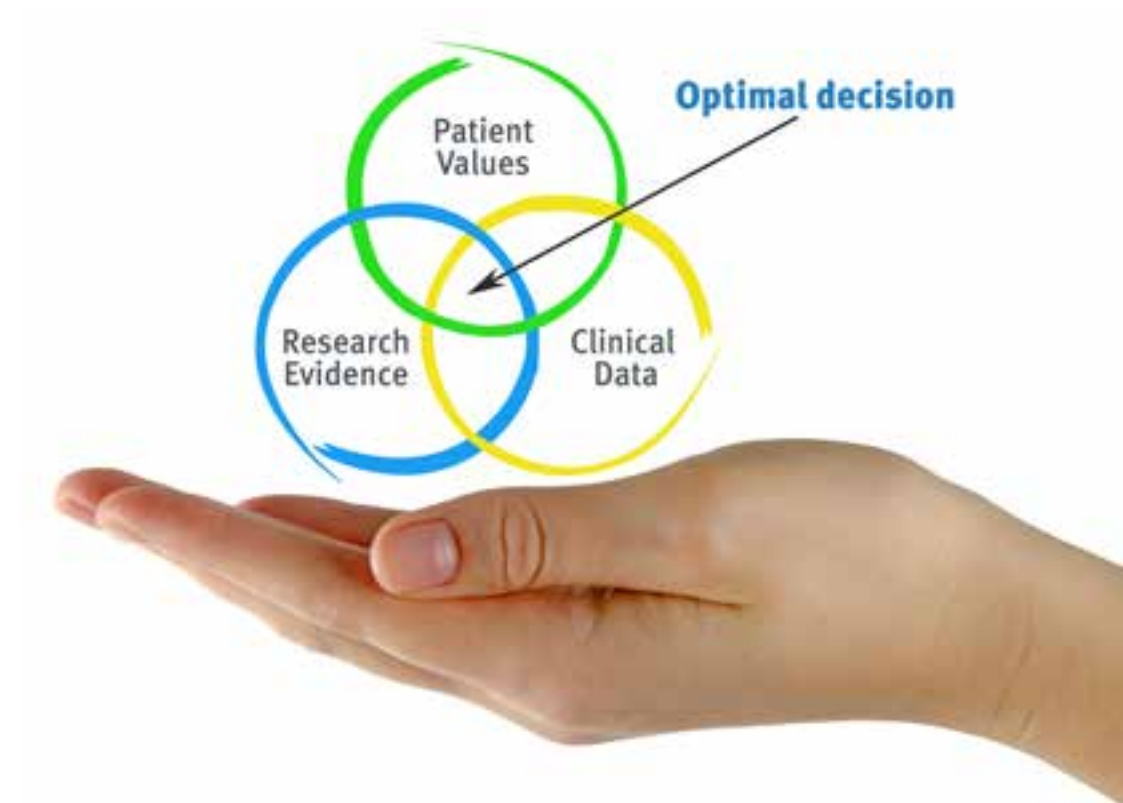 Optimal decision
Patient
Values
Research
Evidence
Clinical
Data